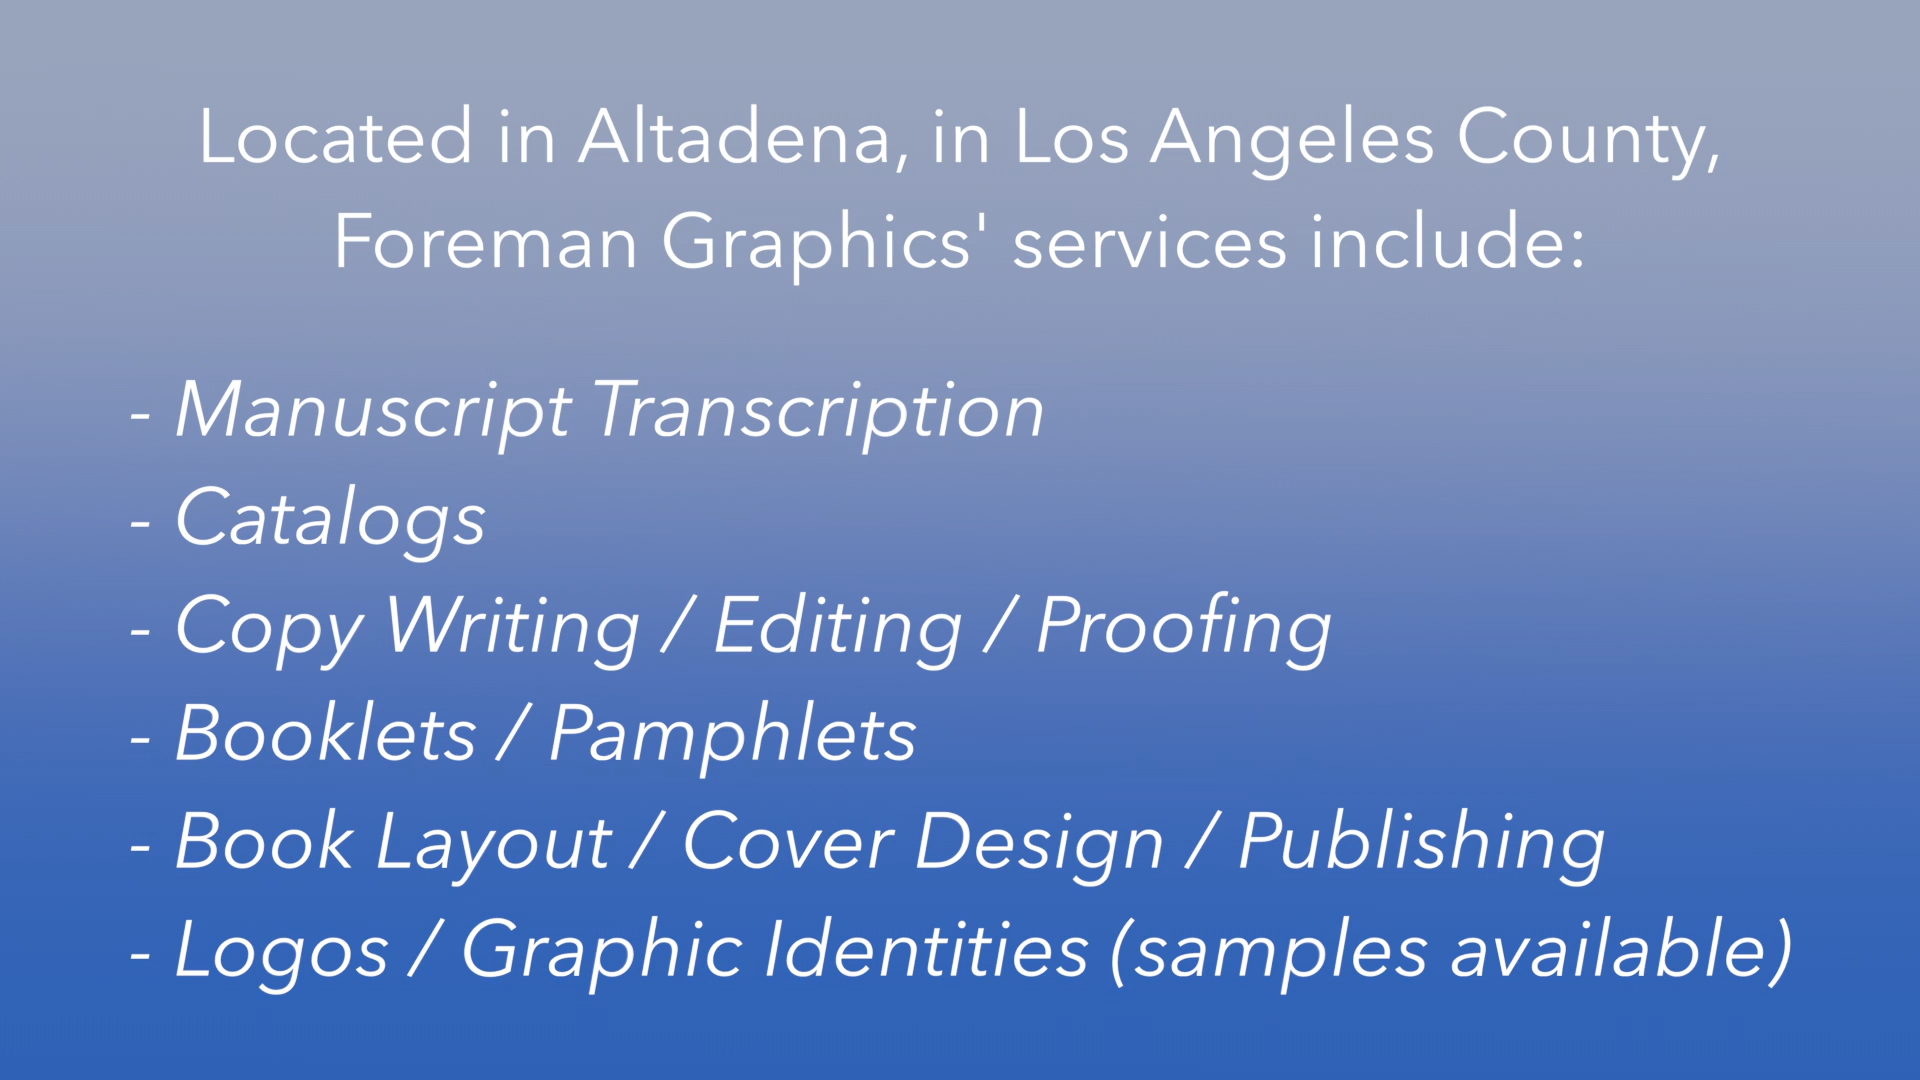 Located in Altadena, in Los Angeles County,
Foreman Graphics' services include:
- Manuscript Transcription
- Catalogs
- Copy Writing / Editing / Proofing
- Booklets / Pamphlets
- Book Layout / Cover Design / Publishing
- Logos / Graphic Identities (samples available)